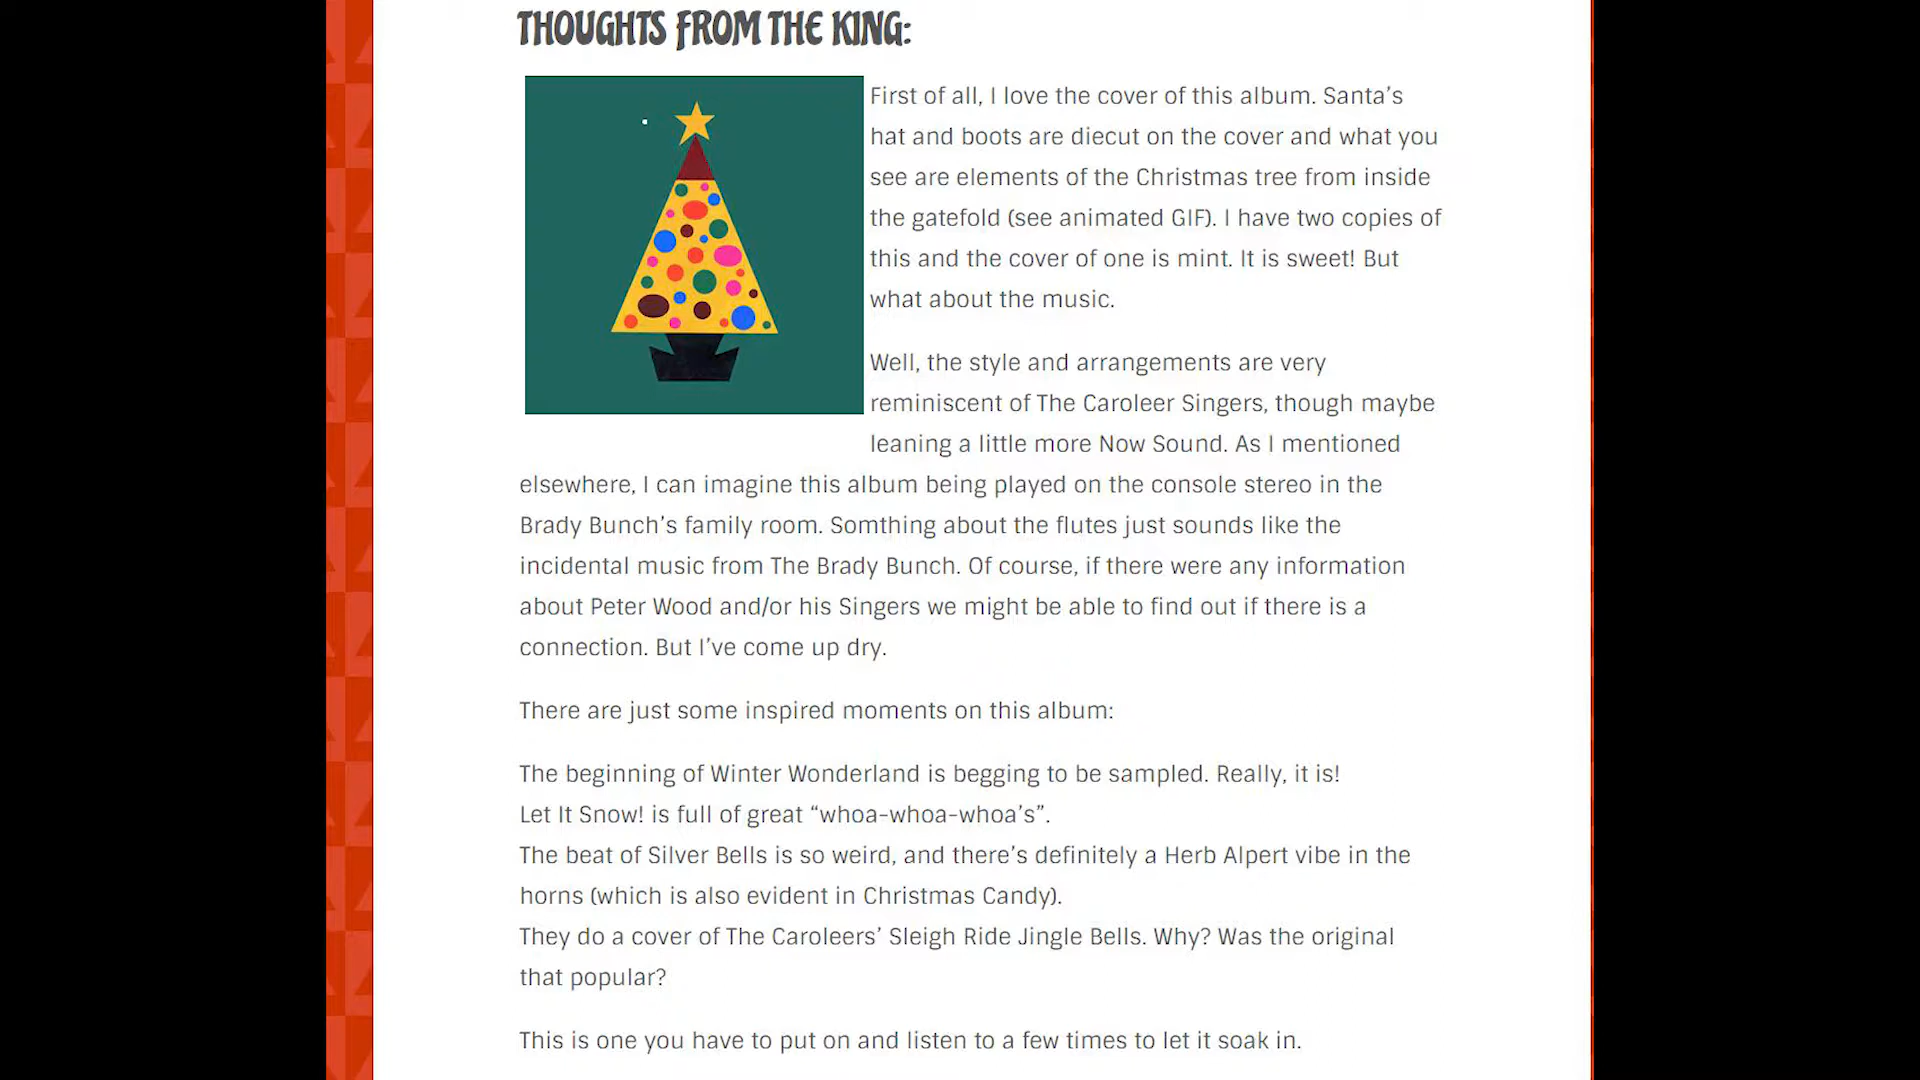 THOUGHTS FROM THE KING:
First of all, I love the cover of this album. Santa’s
hat and boots are diecut on the cover and what you
see are elements of the Christmas tree from inside
the gatefold (see animated GIF). I have two copies of
this and the cover of one is mint. It is sweet! But
what about the music.
Well, the style and arrangements are very
reminiscent of The Caroleer Singers, though maybe
leaning a little more Now Sound. As I mentioned
elsewhere, I can imagine this album being played on the console stereo in the
Brady Bunch’s family room. Somthing about the flutes just sounds like the
incidental music from The Brady Bunch. Of course, if there were any information
about Peter Wood and/or his Singers we might be able to find out if there is a
connection. But I’ve come up dry.
There are just some inspired moments on this album:
The beginning of Winter Wonderland is begging to be sampled. Really, it is!
Let It Snow! is full of great “whoa-whoa-whoa’s”.
The beat of Silver Bells is so weird, and there’s definitely a Herb Alpert vibe in the
horns (which is also evident in Christmas Candy).
They do a cover of The Caroleers’ Sleigh Ride Jingle Bells. Why? Was the original
that popular?
This is one you have to put on and listen to a few times to let it soak in.